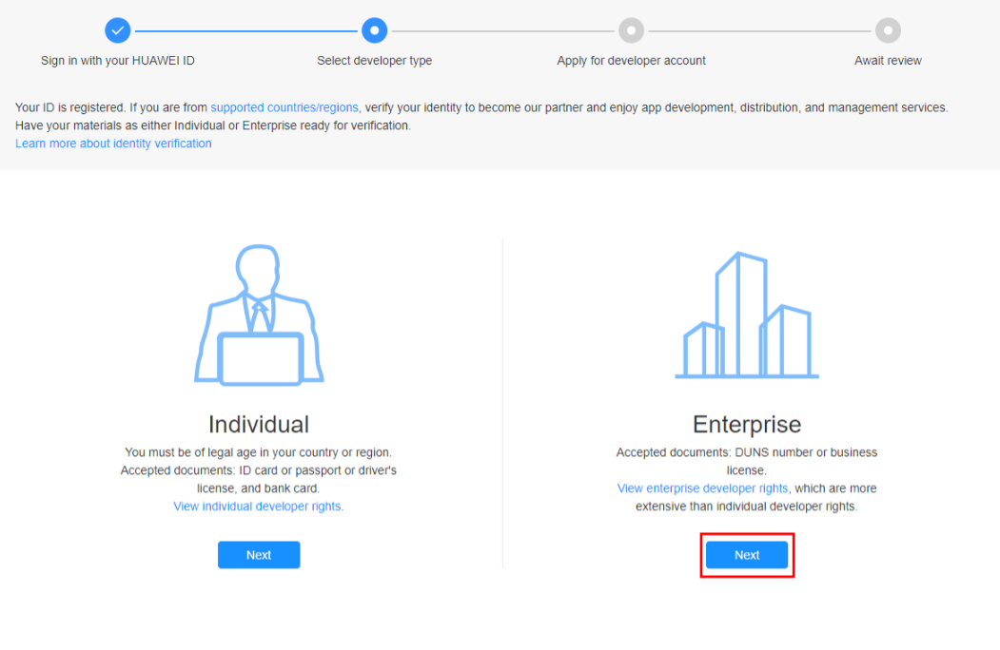 Sign in with your HUAWEI ID
Select developer type
Apply for developer account
Await review
Your ID is registered. If you are from supported countries/regions, verify your identity to become our partner and enjoy app development, distribution, and management services.
Have your materials as either Individual or Enterprise ready for verification.
Learn more about identity verification
Individual
You must be of legal age in your country or region.
Accepted documents: ID card or passport or driver's
license, and bank card.
View individual developer rights.
Next
Enterprise
Accepted documents: DUNS number or business
license.
View enterprise developer rights, which are more
extensive than individual developer rights.
Next